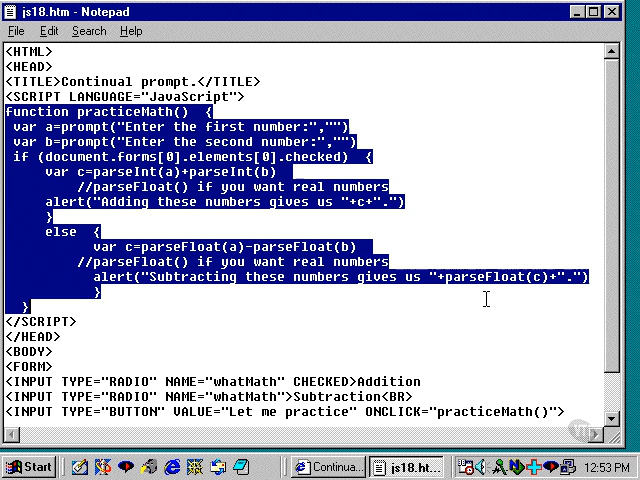 js18.htm - Notepad
File Edit Search Help
<HTML>
<HEAD>
<TITLE>Continual prompt.</TITLE>
<SCRIPT LANGUAGE="JavaScript">
function practiceMath()  {
 var a=prompt("Enter the first number:","")
 var b=prompt("Enter the second number:","")
 if (document.forms[0].elements[0].checked)  {
     var c=parseInt(a)+parseInt(b)
         //parseFloat() if you want real numbers
     alert("Adding these numbers gives us "+c+".")
     }
     else  {
           var c=parseFloat(a)-parseFloat(b)
         //parseFloat() if you want real numbers
           alert("Subtracting these numbers gives us "+parseFloat(c)+".")
           }
  }
</SCRIPT>
</HEAD>
<BODY>
<FORM>
<INPUT TYPE="RADIO" NAME="whatMath" CHECKED>Addition
<INPUT TYPE="RADIO" NAME="whatMath">Subtraction<BR>
<INPUT TYPE="BUTTON" VALUE="Let me practice" ONCLICK="practiceMath()">
VTC
Start Continua... js18.ht... 12:53 PM